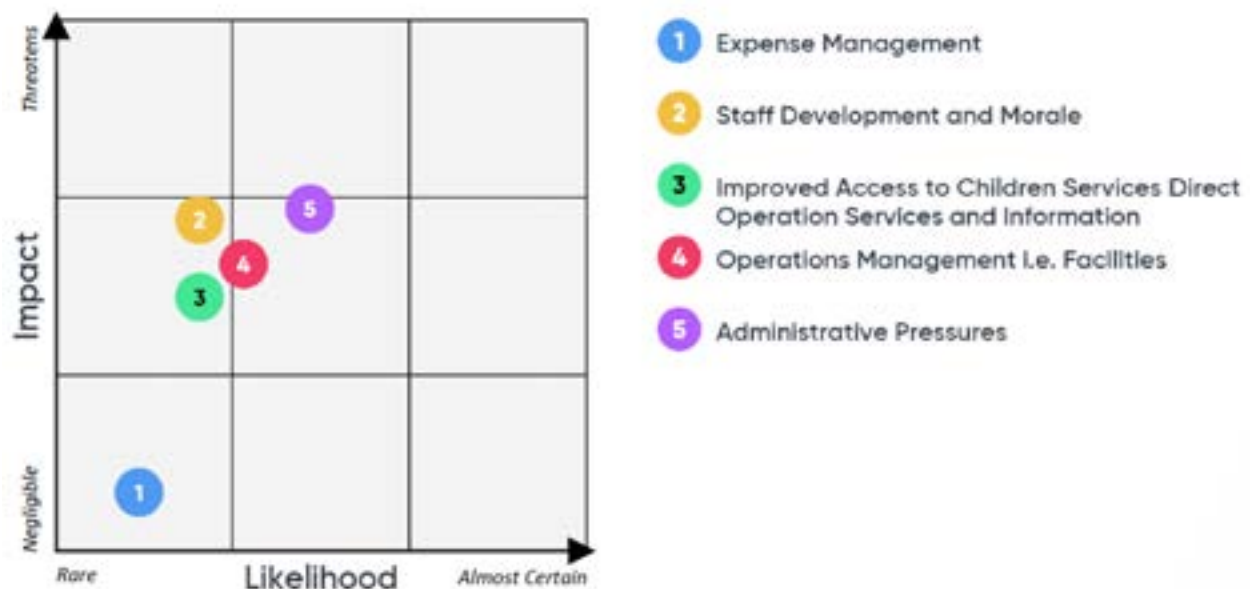 Threatens
Impact
Negligible
2
5
4
3
1
Rare
Likelihood
Almost Certain
1 Expense Management
2 Staff Development and Morale
3 Improved Access to Children Services Direct
Operation Services and Information
4 Operations Management i.e. Facilities
5 Administrative Pressures